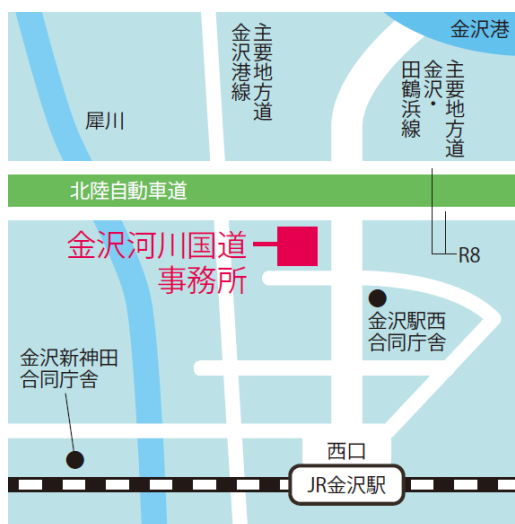 金沢港
主要地方道
金沢港線
主要地方道
金沢・
田鶴浜線
犀川
北陸自動車道
金沢河川国道
事務所
R8
金沢駅西
合同庁舎
金沢新神田
合同庁舎
西口
JR金沢駅